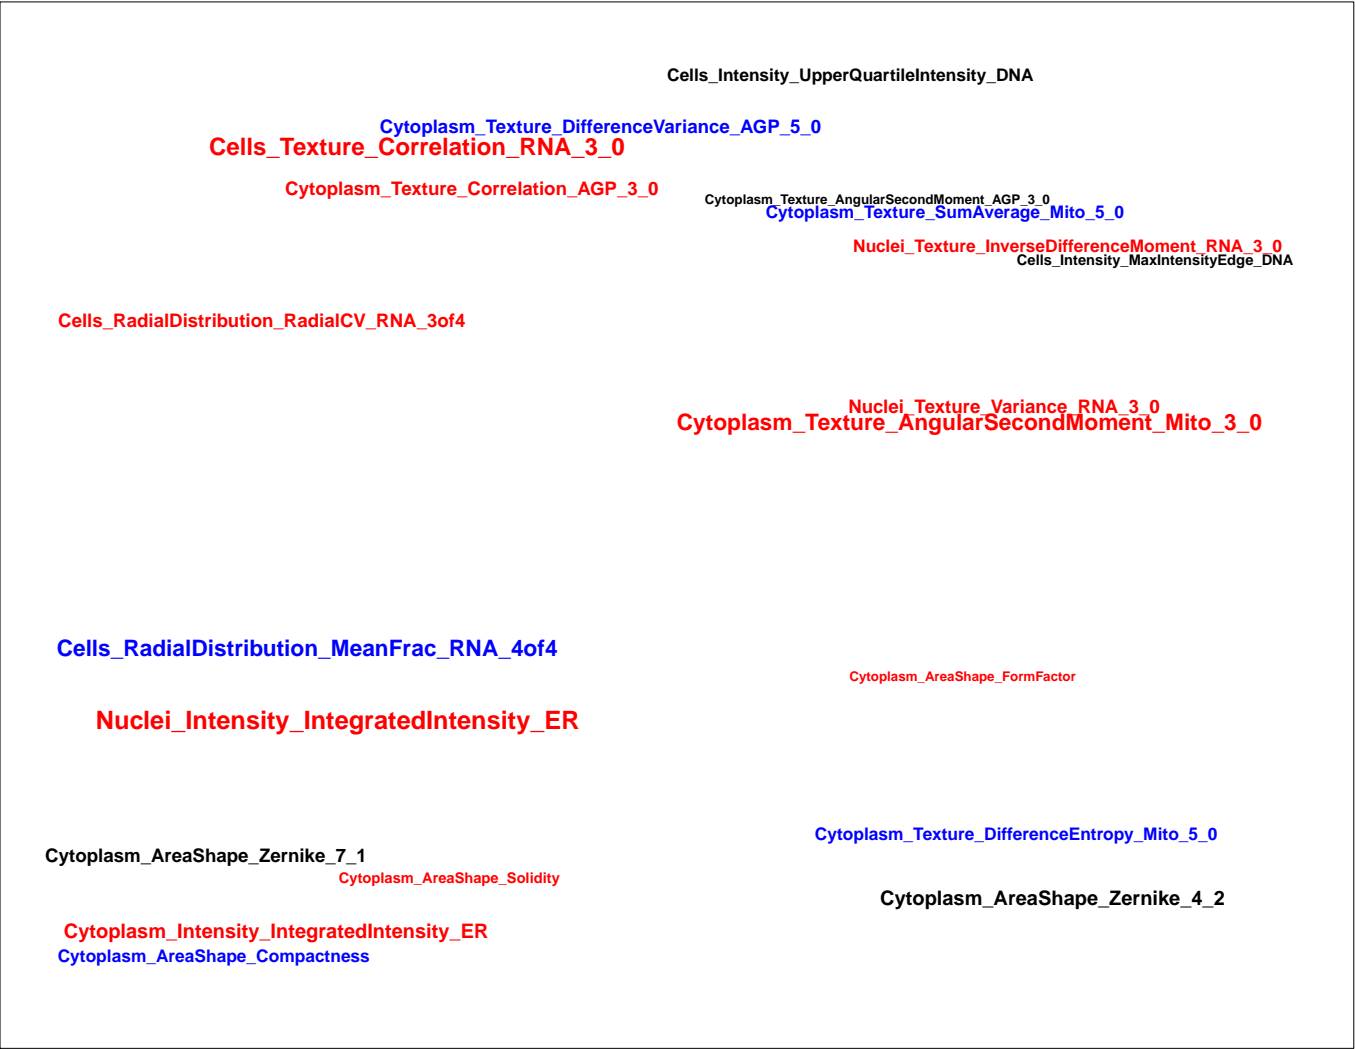 Cells_Intensity_UpperQuartileIntensity_DNA
Cytoplasm_Texture_DifferenceVariance_AGP_5_0
Cells_Texture_Correlation_RNA_3_0
Cytoplasm_Texture_Correlation_AGP_3_0
Cytoplasm_Texture_AngularSecondMoment_AGP_3_0
Cytoplasm_Texture_SumAverage_Mito_5_0
Nuclei_Texture_InverseDifferenceMoment_RNA_3_0
Cells_Intensity_MaxIntensityEdge_DNA
Cells_RadialDistribution_RadialCV_RNA_3of4
Nuclei_Texture_Variance_RNA_3_0
Cytoplasm_Texture_AngularSecondMoment_Mito_3_0
Cells_RadialDistribution_MeanFrac_RNA_4of4
Cytoplasm_AreaShape_FormFactor
Nuclei_Intensity_IntegratedIntensity_ER
Cytoplasm_Texture_DifferenceEntropy_Mito_5_0
Cytoplasm_AreaShape_Zernike_7_1
Cytoplasm_AreaShape_Solidity
Cytoplasm_AreaShape_Zernike_4_2
Cytoplasm_Intensity_IntegratedIntensity_ER
Cytoplasm_AreaShape_Compactness